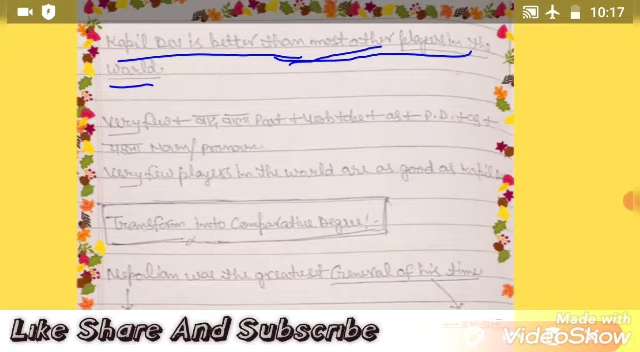 10:17
Kapil Dev is better than most other players in the
world
Very few + बाद वाला Part + verb to be + as + P.D. + as +
पहला Noun/pronoun
Very few players in the world are as good as Kapil
Transform into Comparative Degree:-
Nepolian was the greatest General of his time
Like Share And Subscribe
Made with
VideoShow